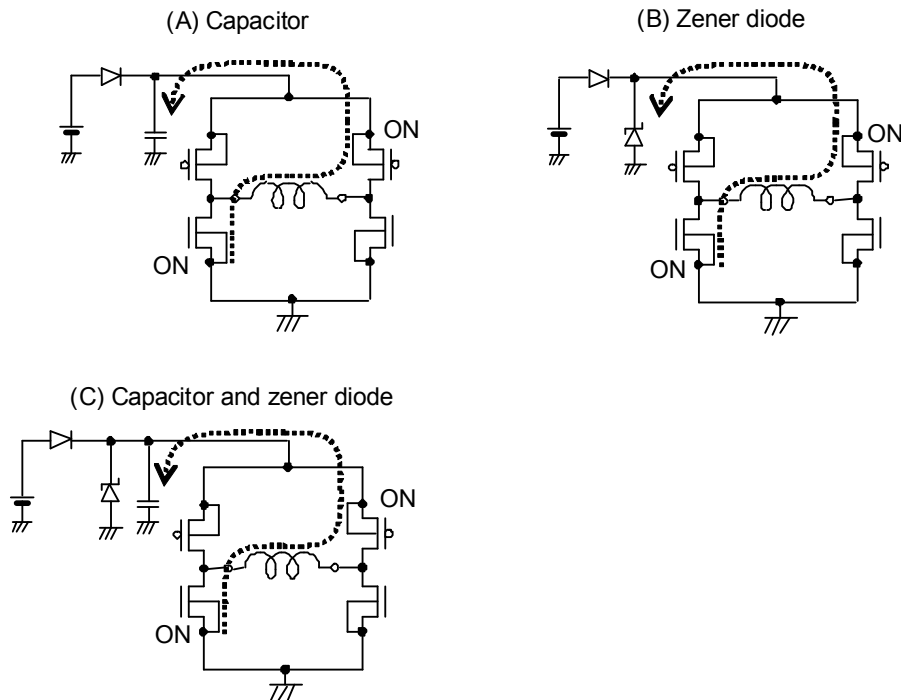 (A) Capacitor
(B) Zener diode
ON
ON
ON
ON
(C) Capacitor and zener diode
ON
ON